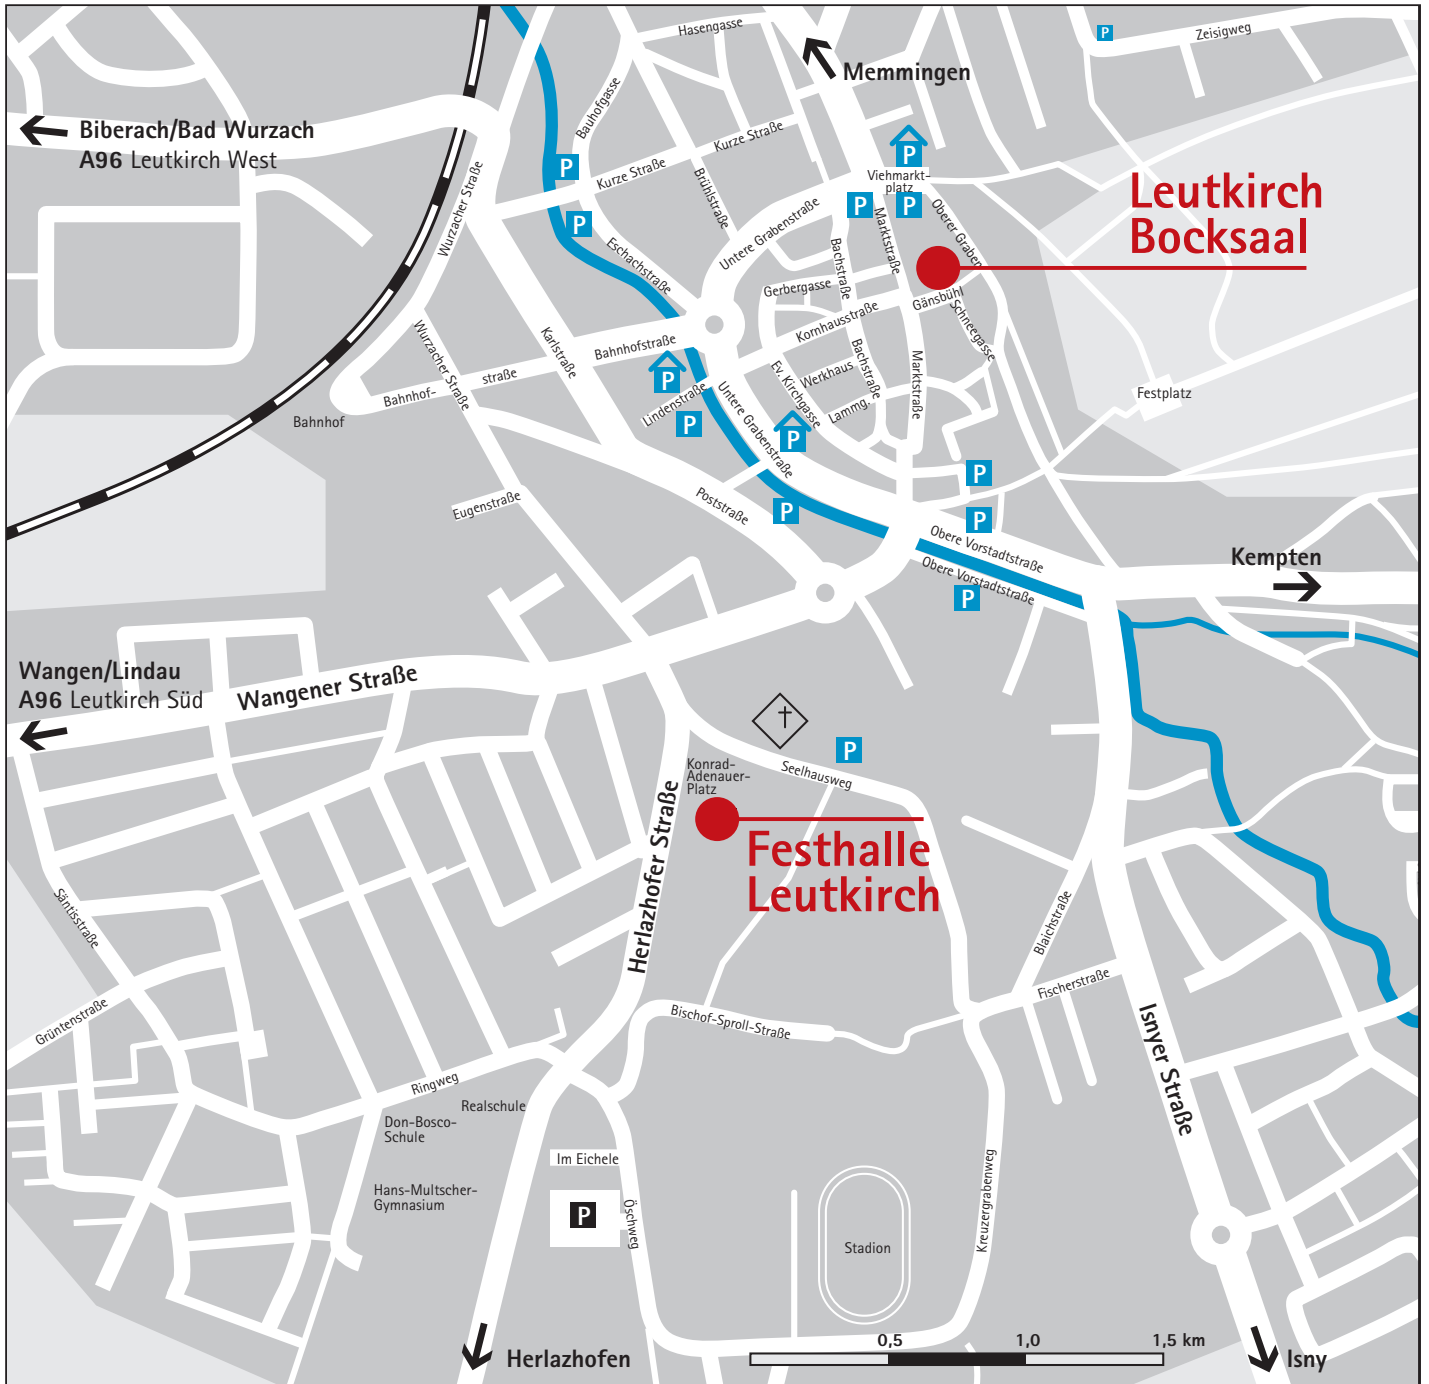 Hasengasse
P
Zeisigweg
Memmingen
Biberach/Bad Wurzach
A96 Leutkirch West
Bauhofgasse
Kurze Straße
Kurze Straße
P
P
Brühlstraße
P
Viehmarkt-
platz
P
P
Leutkirch
Bocksaal
Wurzacher Straße
Eschachstraße
Untere Grabenstraße
Bachstraße
Marktstraße
Oberer Graben
Gerbergasse
Gänsbühl
Kornhausstraße
Schneegasse
Wurzacher Straße
Karlstraße
Bahnhofstraße
Bahnhof-
straße
Bahnhof
P
Lindenstraße
P
Untere Grabenstraße
P
Ev. Kirchgasse
Werkhaus
Bachstraße
Lammg.
Marktstraße
Festplatz
P
Eugenstraße
Poststraße
P
P
Obere Vorstadtstraße
Obere Vorstadtstraße
P
Kempten
Wangen/Lindau
A96 Leutkirch Süd
Wangener Straße
P
Konrad-
Adenauer-
Platz
Seelhausweg
Festhalle
Leutkirch
Herlazhofer Straße
Säntisstraße
Blaichstraße
Fischerstraße
Grüntenstraße
Bischof-Sproll-Straße
Isnyer Straße
Ringweg
Realschule
Don-Bosco-
Schule
Im Eichele
Hans-Multscher-
Gymnasium
P
Öschweg
Stadion
Kreuzergrabenweg
0,5
1,0
1,5 km
Herlazhofen
Isny